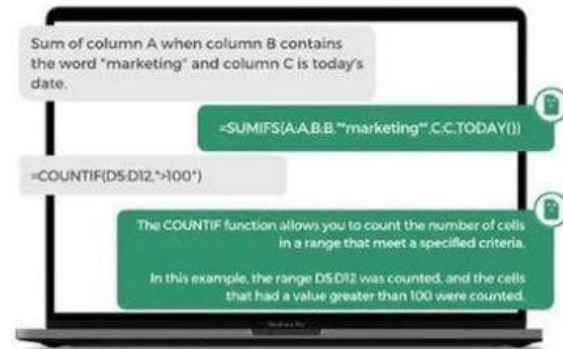 Sum of column A when column B contains
the word "marketing" and column C is today's
date.
=SUMIFS(A:A,B:B,"*marketing*",C:C,TODAY())
=COUNTIF(D5:D12,">100")
The COUNTIF function allows you to count the number of cells
in a range that meet a specified criteria.
In this example, the range D5:D12 was counted, and the cells
that had a value greater than 100 were counted.